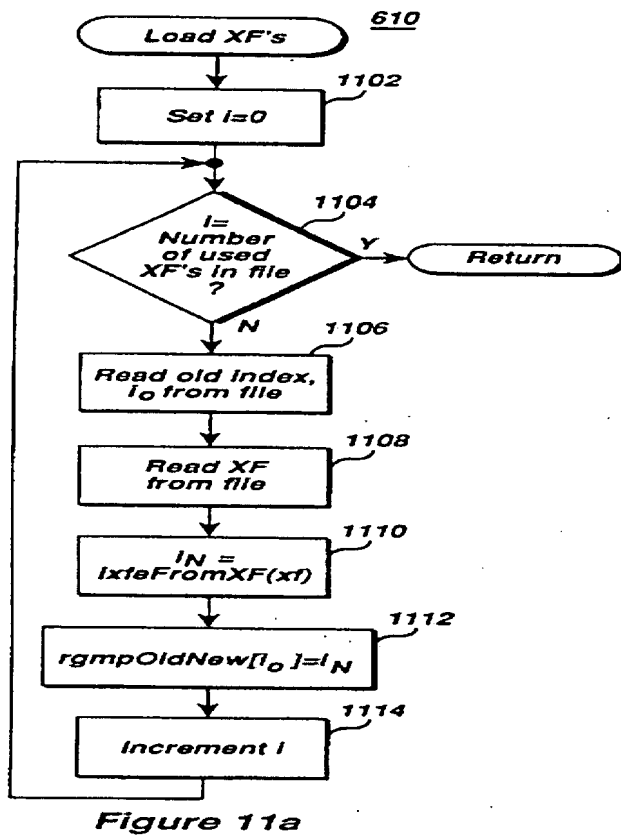 610
Load XF's
1102
Set i=0
1104
i=
Number
of used
XF's in file
?
Y
Return
N
1106
Read old index,
io from file
1108
Read XF
from file
1110
iN =
ixfeFromXF(xf)
1112
rgmpOldNew[io]=iN
1114
Increment i
Figure 11a